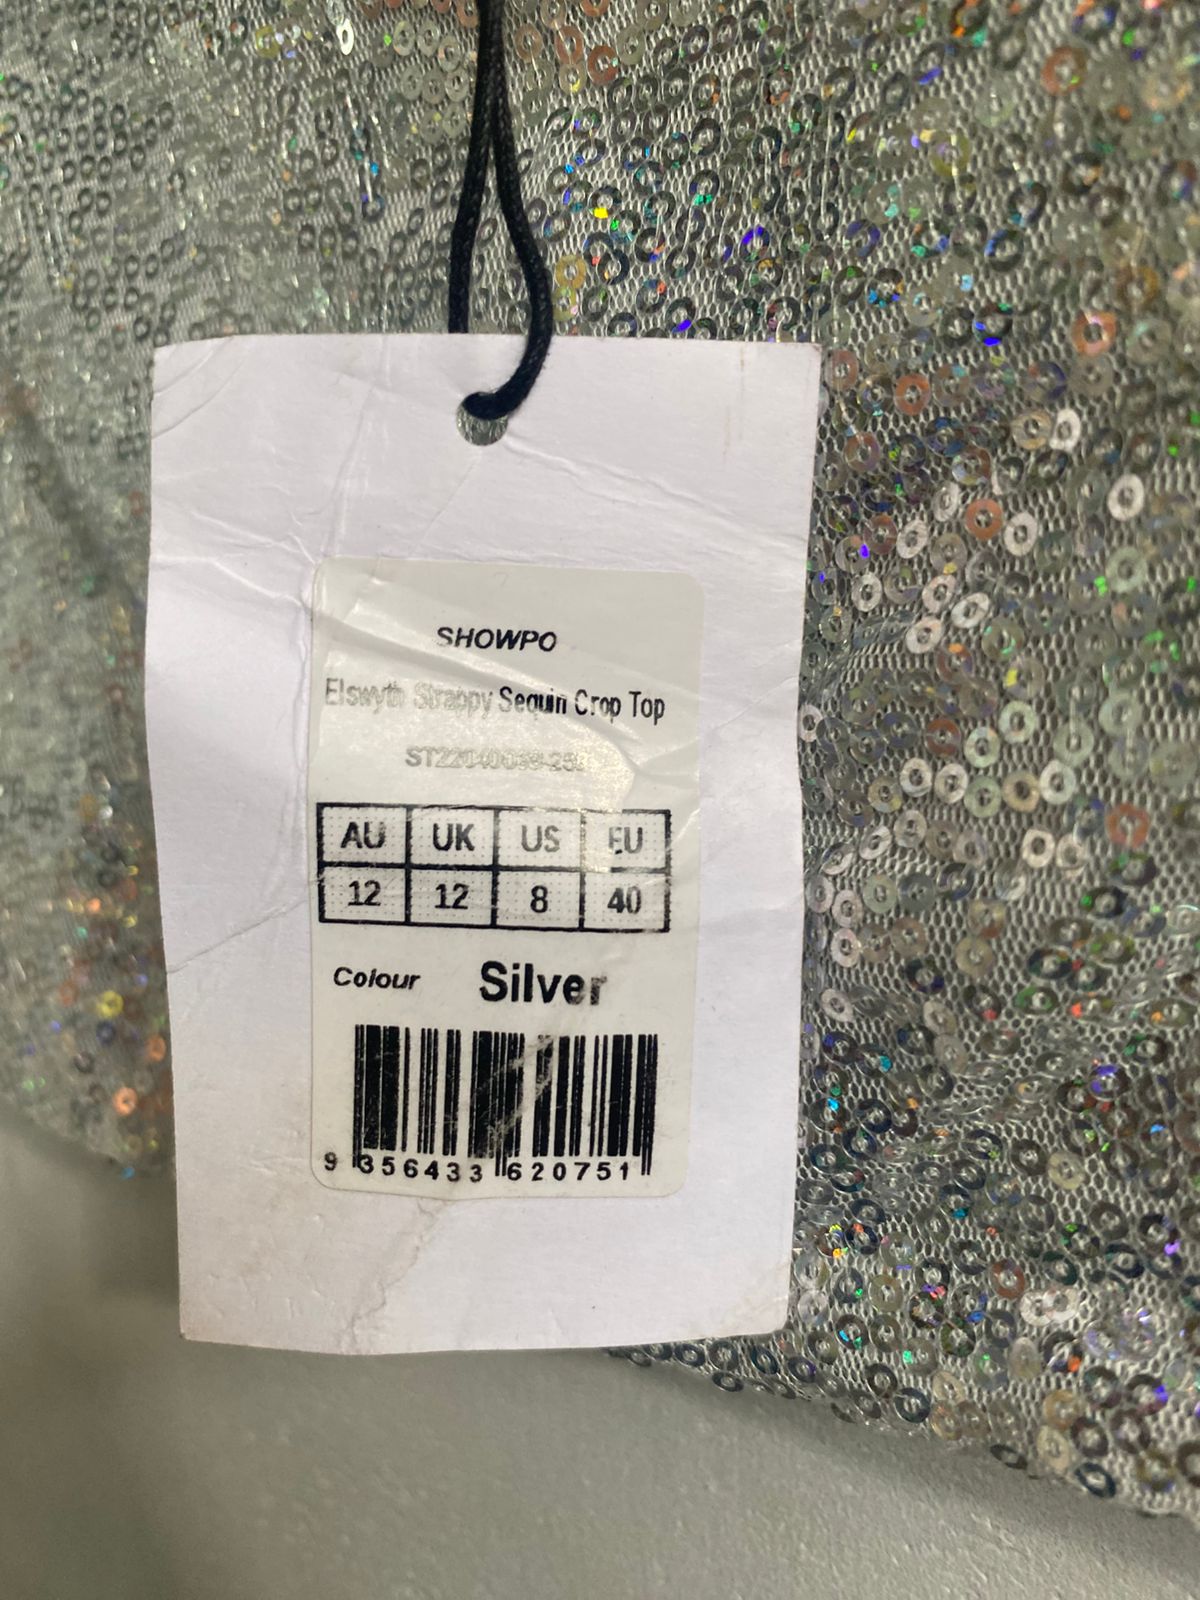 SHOWPO
Elswyth Strappy Sequin Crop Top
AU UK US EU
12 12 8 40
Colour Silver
9 356433 620751